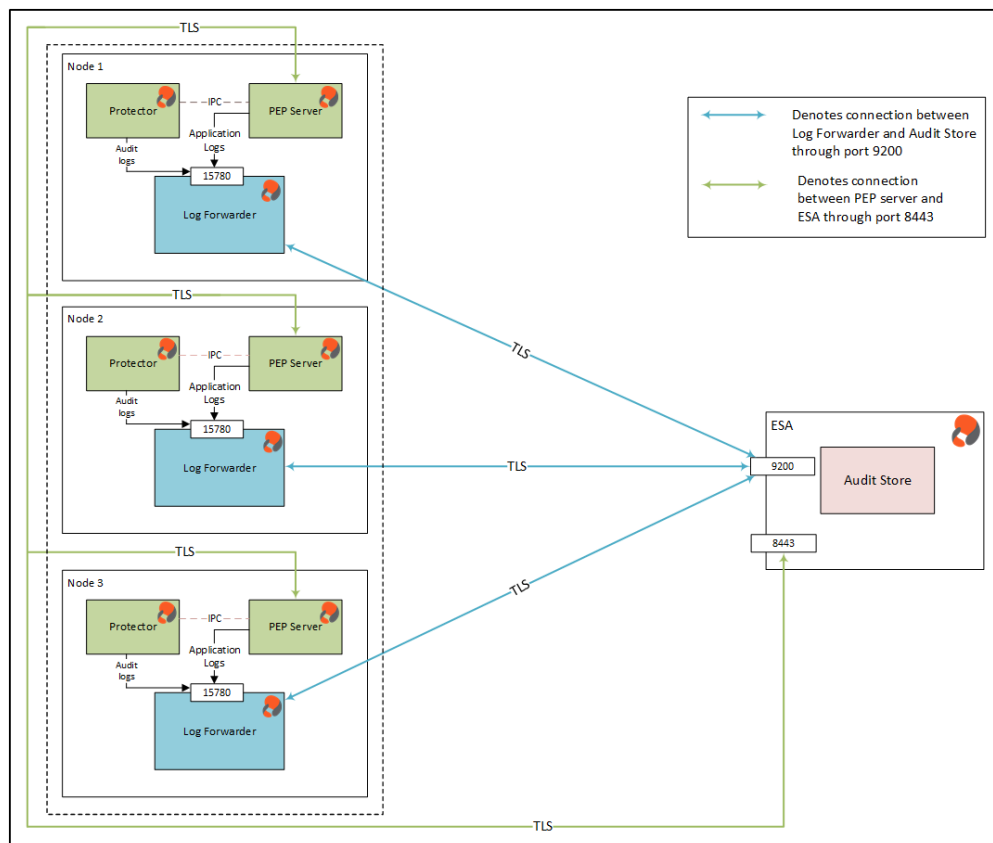 TLS
Node 1
Protector
IPC
PEP Server
Audit
logs
Application
Logs
15780
Log Forwarder
Denotes connection between
Log Forwarder and Audit Store
through port 9200
Denotes connection
between PEP server and
ESA through port 8443
TLS
Node 2
Protector
IPC
PEP Server
Audit
logs
Application
Logs
15780
Log Forwarder
TLS
TLS
ESA
9200
Audit Store
8443
TLS
TLS
Node 3
Protector
IPC
PEP Server
Audit
logs
Application
Logs
15780
Log Forwarder
TLS